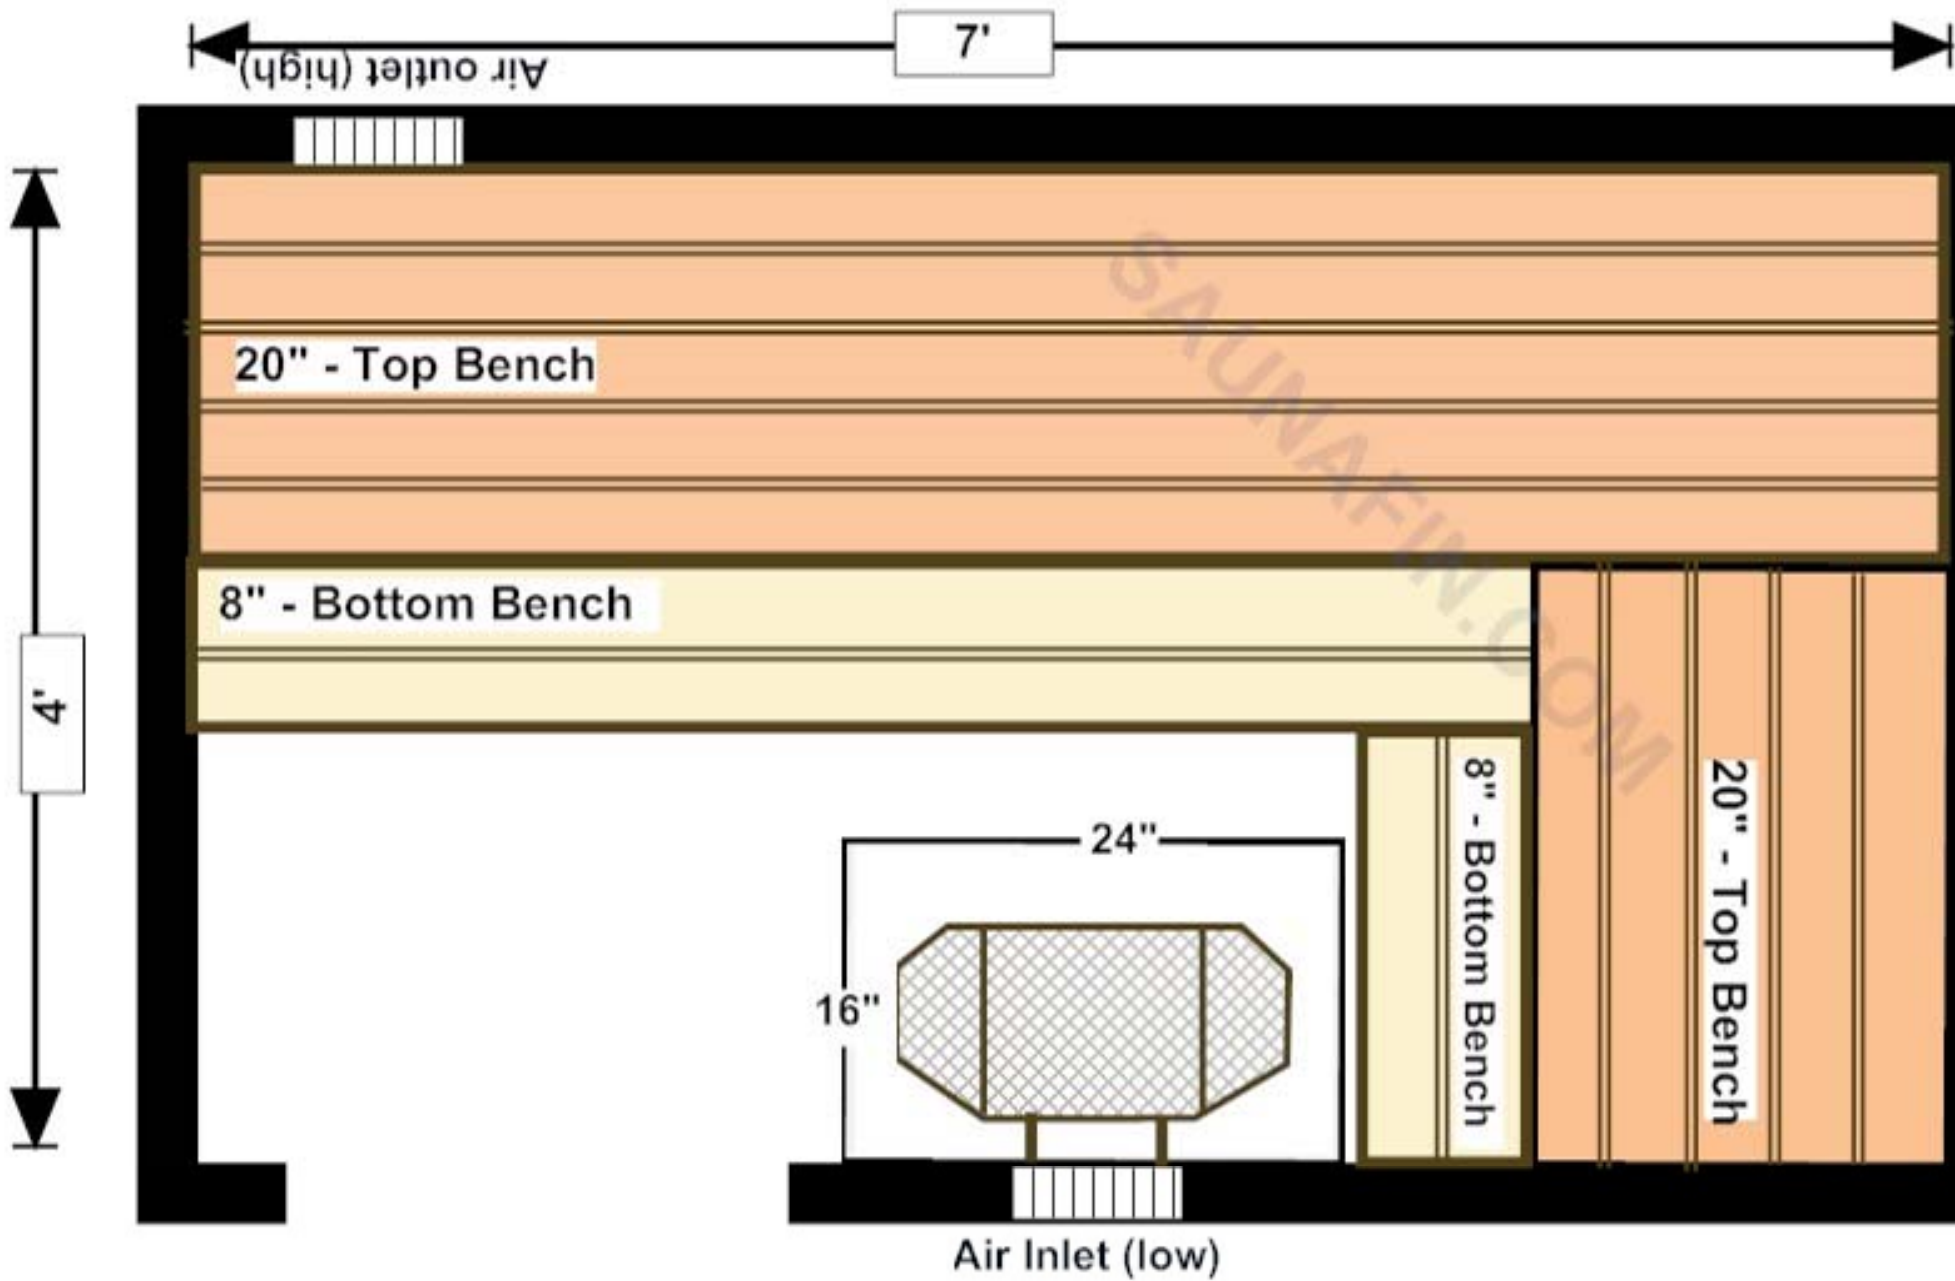 7'
Air outlet (high)
20" - Top Bench
8" - Bottom Bench
4'
SAUNAFIN.COM
8" - Bottom Bench
20" - Top Bench
24"
16"
Air Inlet (low)